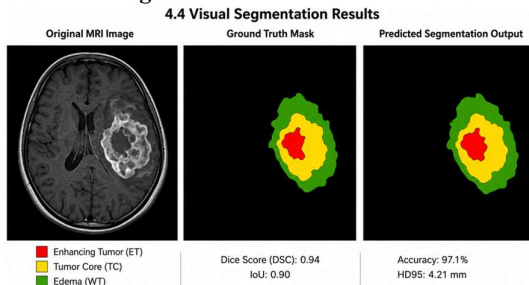 4.4 Visual Segmentation Results
Original MRI Image
Ground Truth Mask
Predicted Segmentation Output
Enhancing Tumor (ET)
Tumor Core (TC)
Edema (WT)
Dice Score (DSC): 0.94
IoU: 0.90
Accuracy: 97.1%
HD95: 4.21 mm